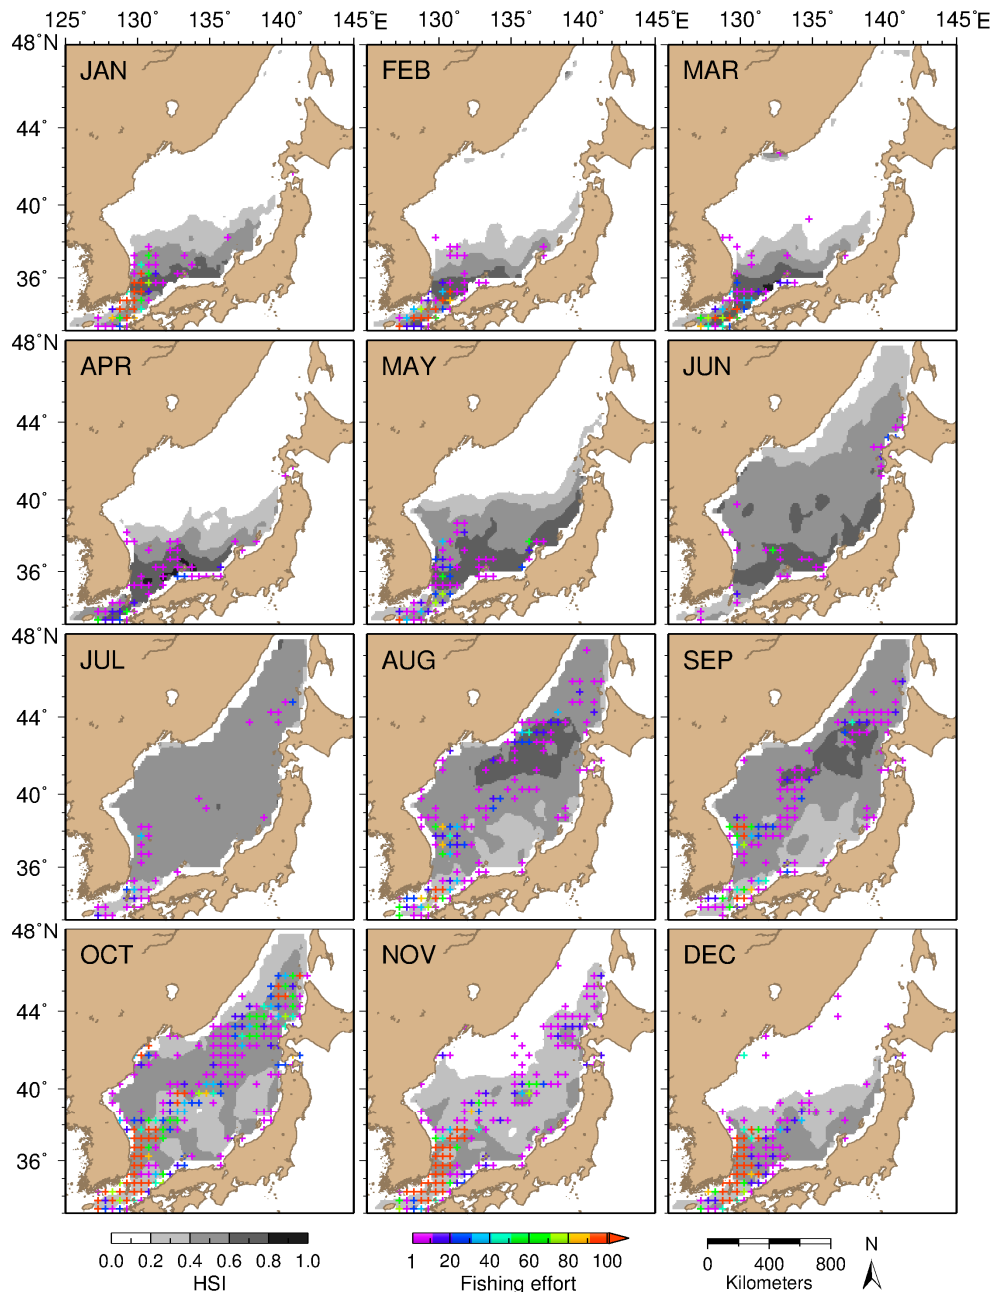 125° 130° 135° 140° 145°E 130° 135° 140° 145°E 130° 135° 140° 145°E
48°N
JAN FEB MAR
44°
40°
36°
48°N
APR MAY JUN
44°
40°
36°
48°N
JUL AUG SEP
44°
40°
36°
48°N
OCT NOV DEC
44°
40°
36°
0.0 0.2 0.4 0.6 0.8 1.0
HSI
1 20 40 60 80 100
Fishing effort
0 400 800
Kilometers
N